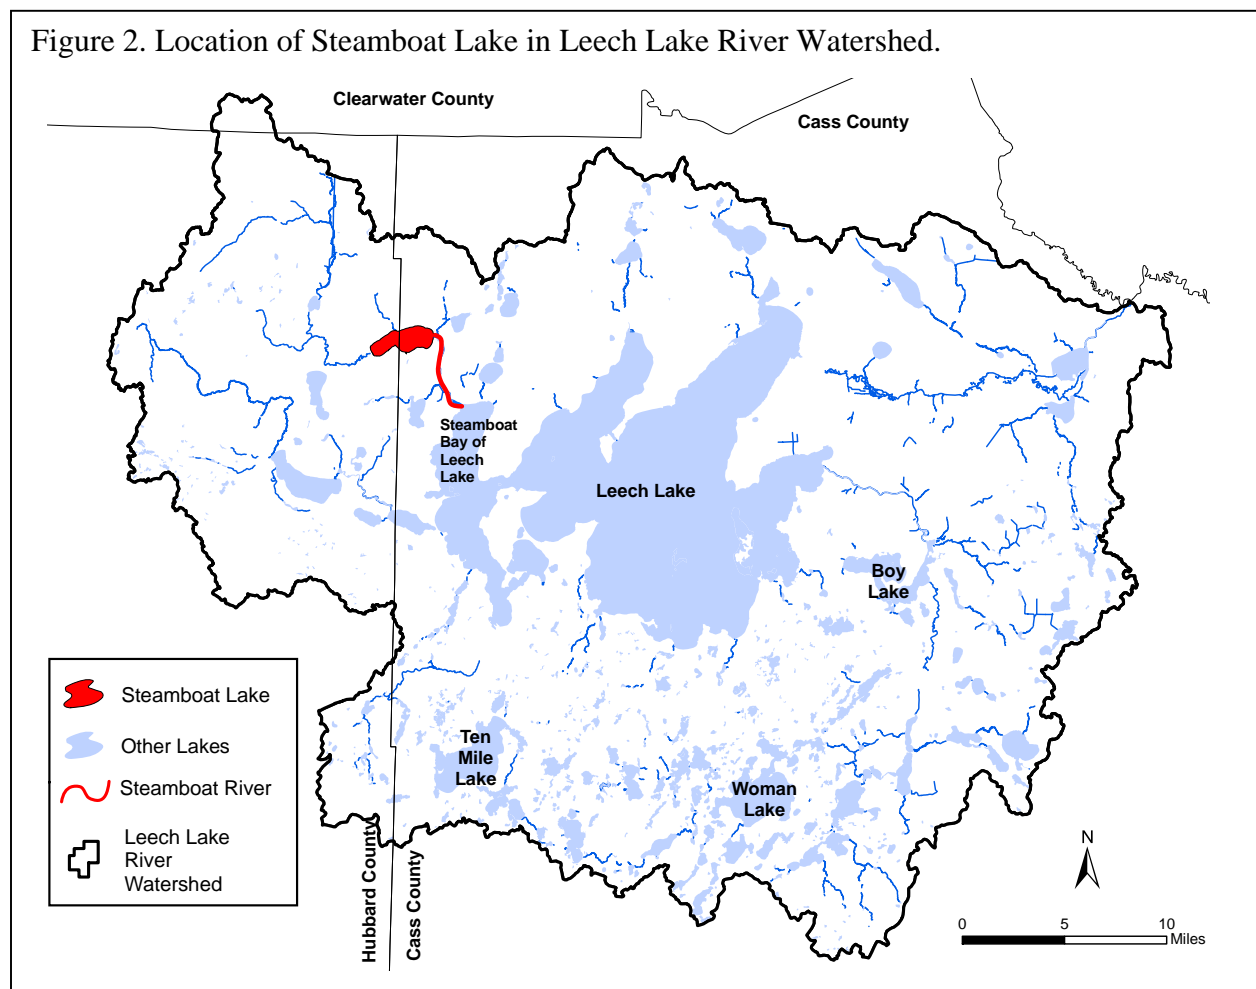 Figure 2. Location of Steamboat Lake in Leech Lake River Watershed.
Clearwater County
Cass County
Steamboat
Bay of
Leech
Lake
Leech Lake
Boy
Lake
Ten
Mile
Lake
Woman
Lake
Hubbard County
Cass County
Steamboat Lake
Other Lakes
Steamboat River
Leech Lake
River
Watershed
N
0 5 10
Miles